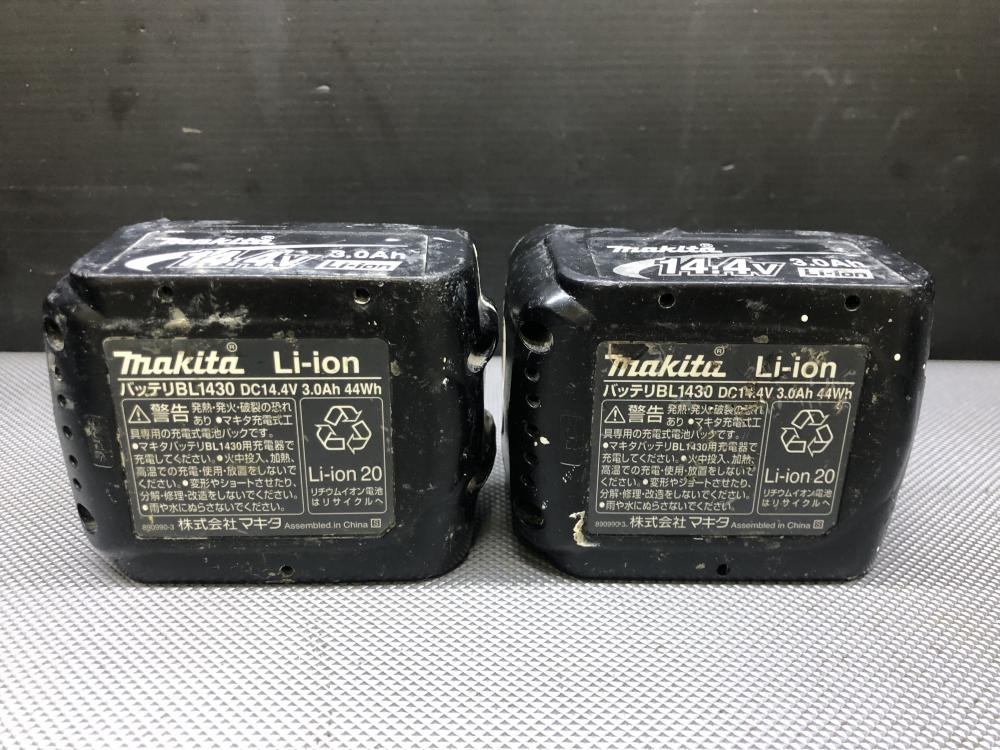 makita®
14.4V 3.0Ah
Li-ion
makita® Li-ion
バッテリBL1430 DC14.4V 3.0Ah 44Wh
警告 発熱・発火・破裂の恐れ
あり ●マキタ充電式工
具専用の充電式電池パックです。
●マキタバッテリBL1430用充電器で
充電してください。●火中投入、加熱、
高温での充電・使用・放置をしないで
ください。●変形やショートさせたり、
分解・修理・改造をしないでください。
●雨や水にぬらさないでください。
Li-ion 20
リチウムイオン電池
はリサイクルへ
890990-3 株式会社マキタ Assembled in China S
makita®
14.4V 3.0Ah
Li-ion
makita® Li-ion
バッテリBL1430 DC14.4V 3.0Ah 44Wh
警告 発熱・発火・破裂の恐れ
あり ●マキタ充電式工
具専用の充電式電池パックです。
●マキタバッテリBL1430用充電器で
充電してください。●火中投入、加熱、
高温での充電・使用・放置をしないで
ください。●変形やショートさせたり、
分解・修理・改造をしないでください。
●雨や水にぬらさないでください。
Li-ion 20
リチウムイオン電池
はリサイクルへ
890990-3 株式会社マキタ Assembled in China S